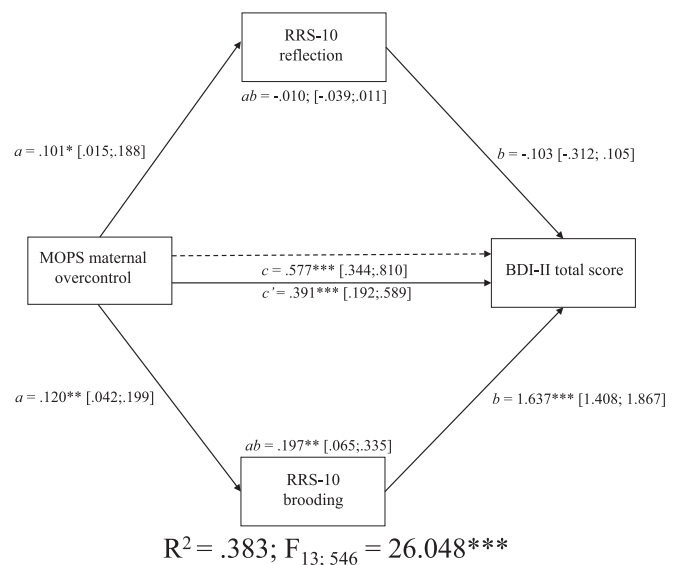 RRS-10
reflection
ab = -.010; [-.039;.011]
a = .101* [.015;.188]
b = -.103 [-.312; .105]
MOPS maternal
overcontrol
c = .577*** [.344;.810]
c’= .391*** [.192;.589]
BDI-II total score
a = .120** [.042;.199]
b = 1.637*** [1.408; 1.867]
ab = .197** [.065;.335]
RRS-10
brooding
R² = .383; F₁₃; ₅₄₆ = 26.048***